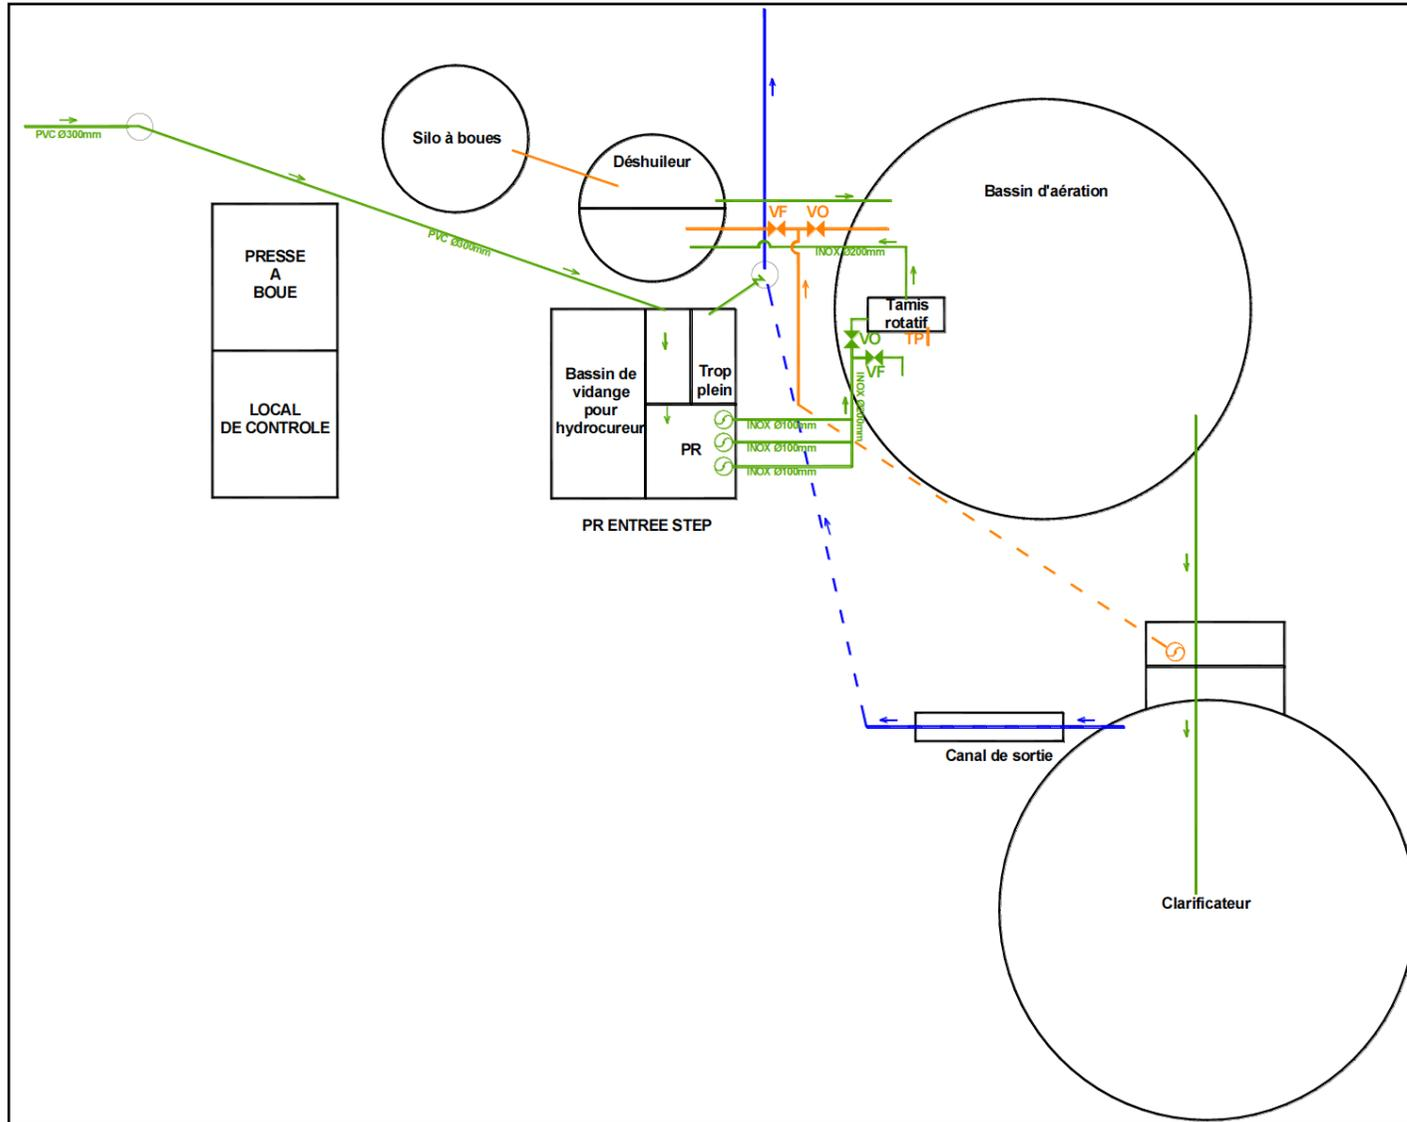 PVC Ø300mm
Silo à boues
Déshuileur
Bassin d'aération
VF
VO
PVC Ø300mm
INOX Ø200mm
PRESSE
A
BOUE
Tamis
rotatif
TP
VO
VF
Bassin de
vidange
pour
hydrocureur
Trop
plein
LOCAL
DE CONTROLE
INOX Ø200mm
INOX Ø100mm
PR
INOX Ø100mm
INOX Ø100mm
PR ENTREE STEP
Canal de sortie
Clarificateur